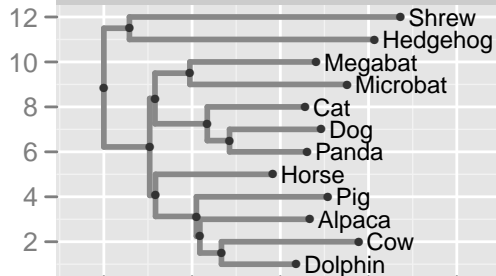 12
Shrew
Hedgehog
10
Megabat
Microbat
8
Cat
Dog
6
Panda
Horse
4
Pig
Alpaca
2
Cow
Dolphin